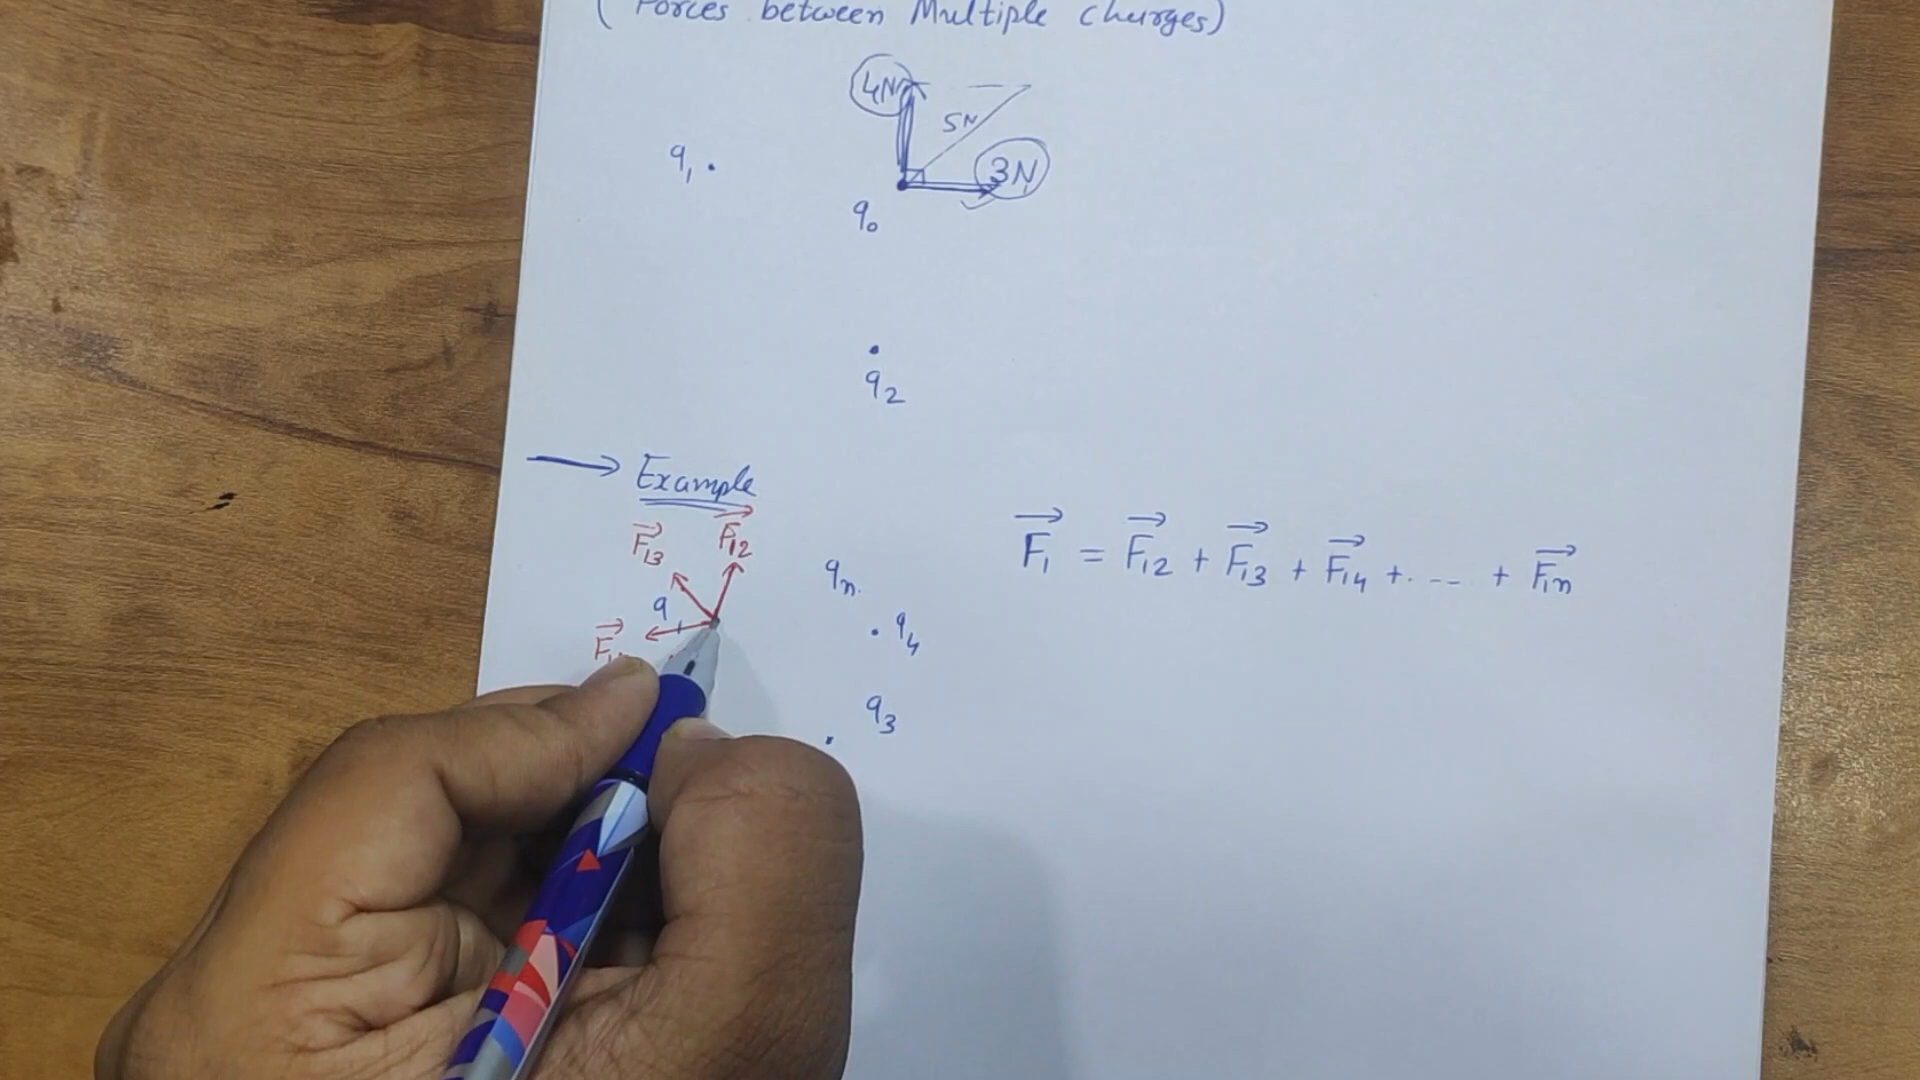 ( Forces between Multiple charges)
4N
5N
3N
q₁
q₀
q₂
Example
F₁₃ F₁₂
F₁ = F₁₂ + F₁₃ + F₁₄ + . . . + F₁n
qn
q
q₄
q₃